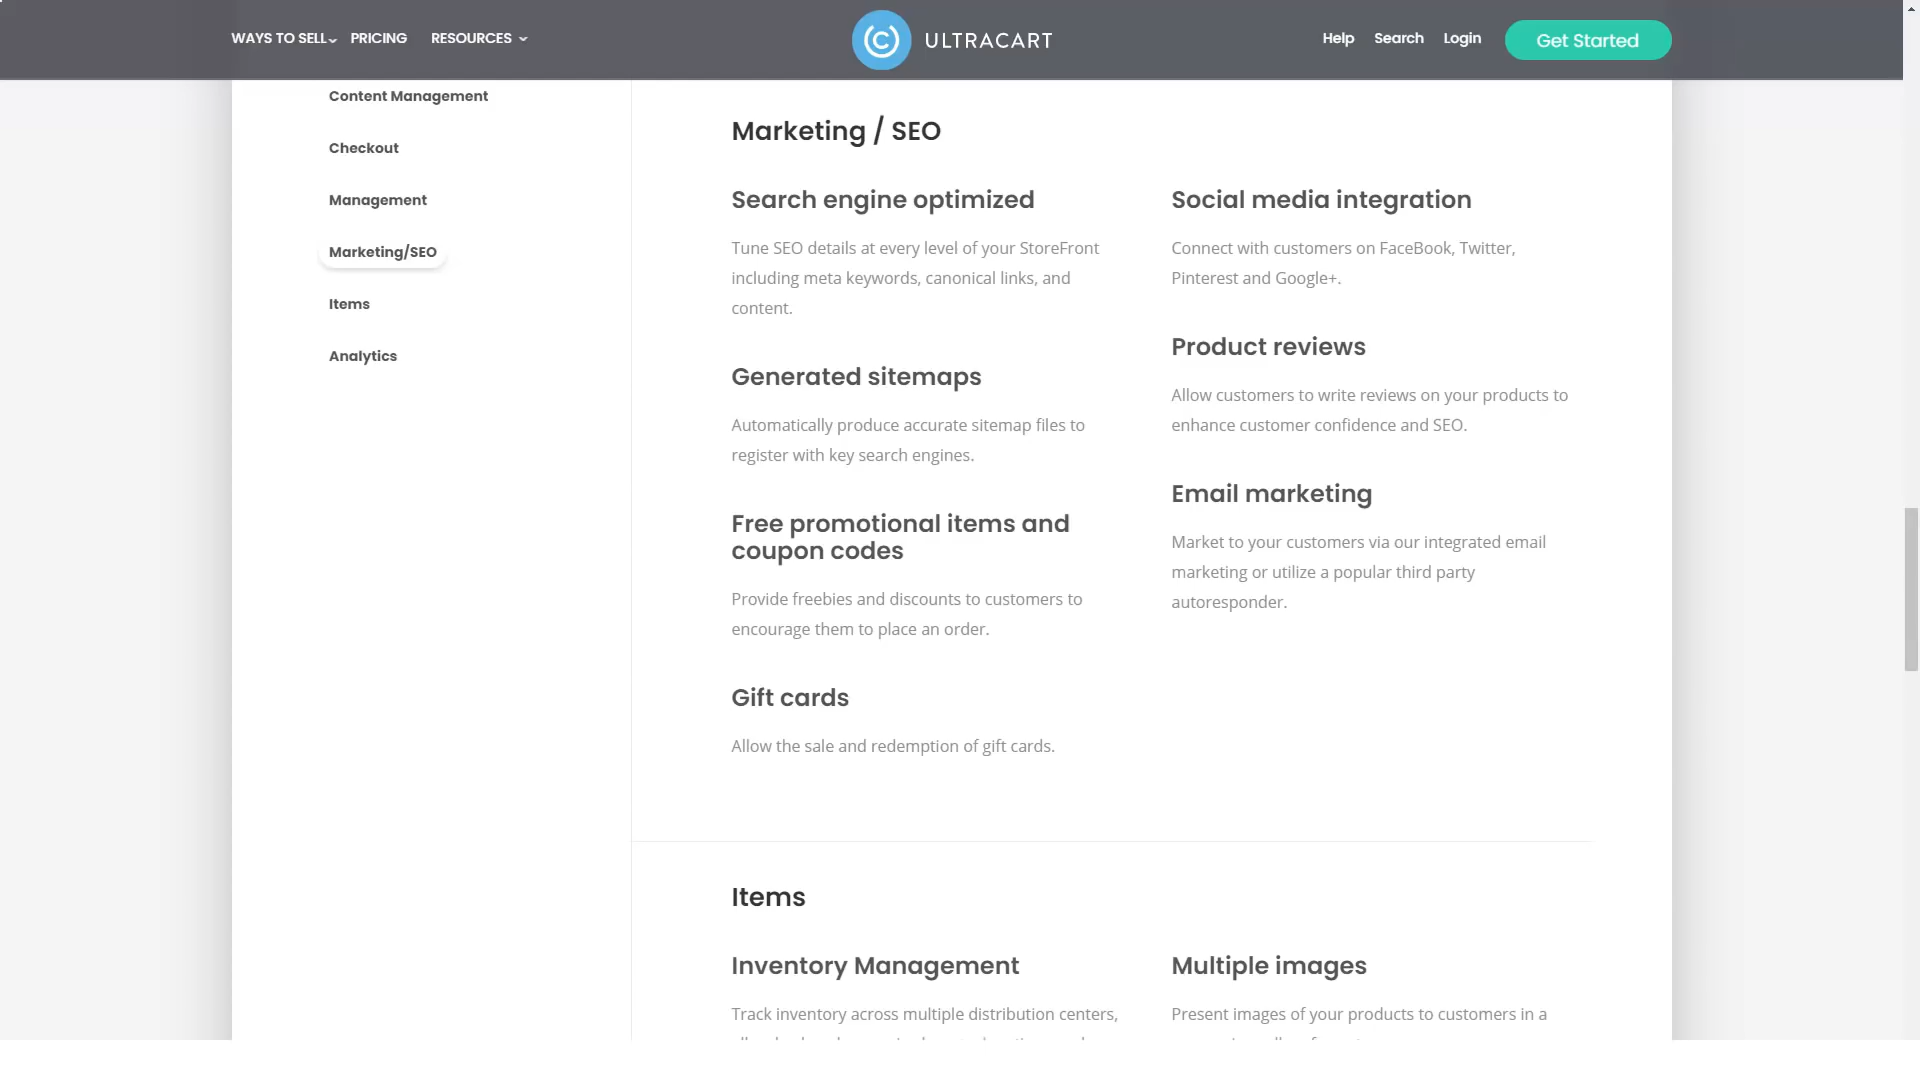 WAYS TO SELL PRICING RESOURCES ULTRACART Help Search Login Get Started
Content Management
Checkout
Management
Marketing/SEO
Items
Analytics
Marketing / SEO
Search engine optimized
Tune SEO details at every level of your StoreFront
including meta keywords, canonical links, and
content.
Generated sitemaps
Automatically produce accurate sitemap files to
register with key search engines.
Free promotional items and
coupon codes
Provide freebies and discounts to customers to
encourage them to place an order.
Gift cards
Allow the sale and redemption of gift cards.
Social media integration
Connect with customers on FaceBook, Twitter,
Pinterest and Google+.
Product reviews
Allow customers to write reviews on your products to
enhance customer confidence and SEO.
Email marketing
Market to your customers via our integrated email
marketing or utilize a popular third party
autoresponder.
Items
Inventory Management
Track inventory across multiple distribution centers,
Multiple images
Present images of your products to customers in a